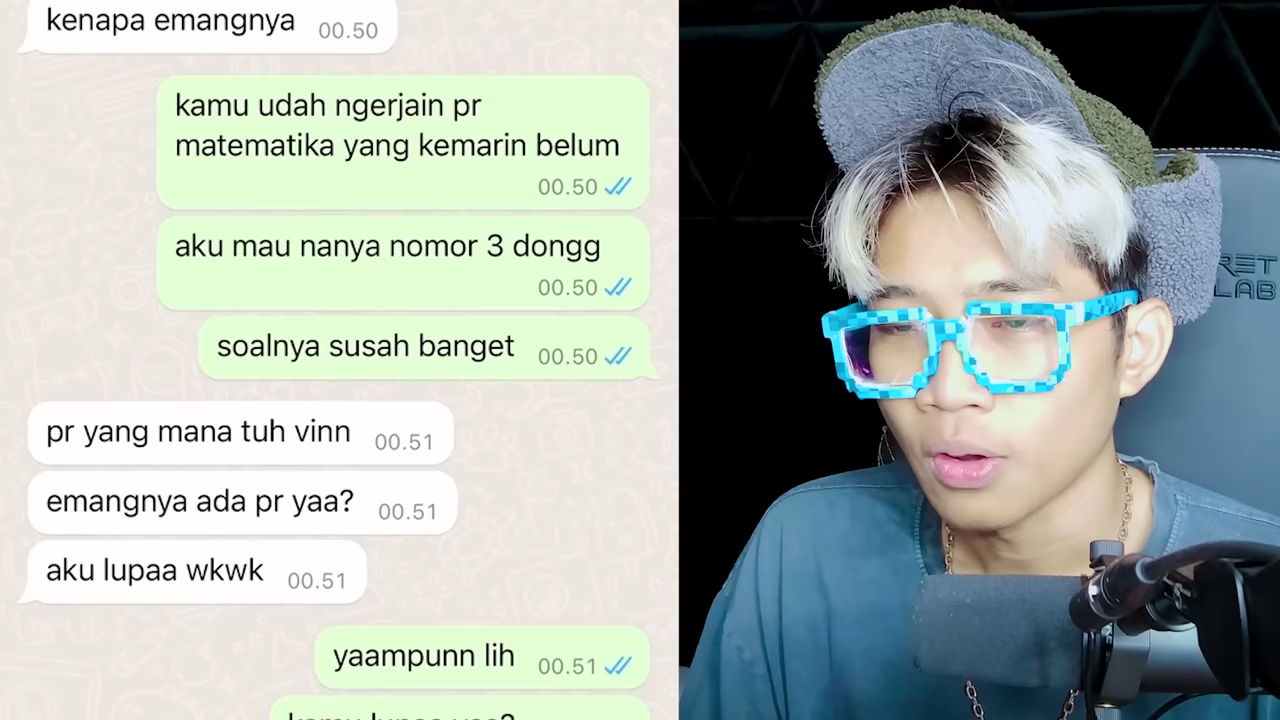 kenapa emangnya 00.50
kamu udah ngerjain pr
matematika yang kemarin belum
00.50
aku mau nanya nomor 3 dongg
00.50
soalnya susah banget 00.50
pr yang mana tuh vinn 00.51
emangnya ada pr yaa? 00.51
aku lupaa wkwk 00.51
yaampunn lih 00.51
RET
LAB